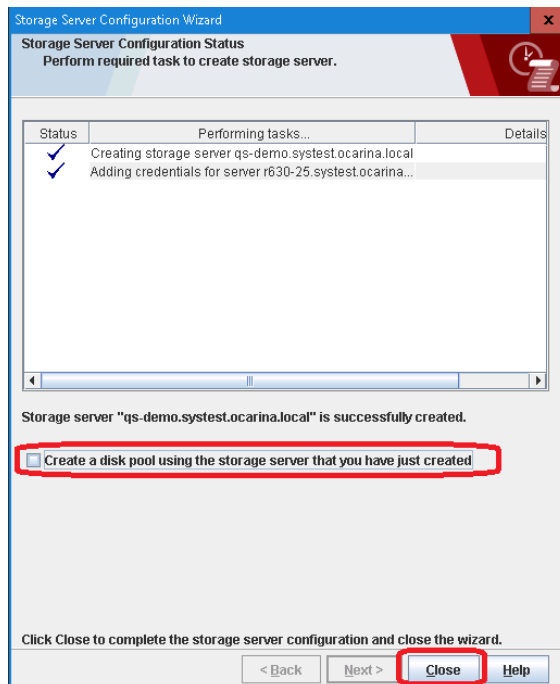 Storage Server Configuration Wizard
x
Storage Server Configuration Status
Perform required task to create storage server.
Status Performing tasks... Details
Creating storage server qs-demo.systest.ocarina.local
Adding credentials for server r630-25.systest.ocarina...
Storage server "qs-demo.systest.ocarina.local" is successfully created.
Create a disk pool using the storage server that you have just created
Click Close to complete the storage server configuration and close the wizard.
< Back Next > Close Help